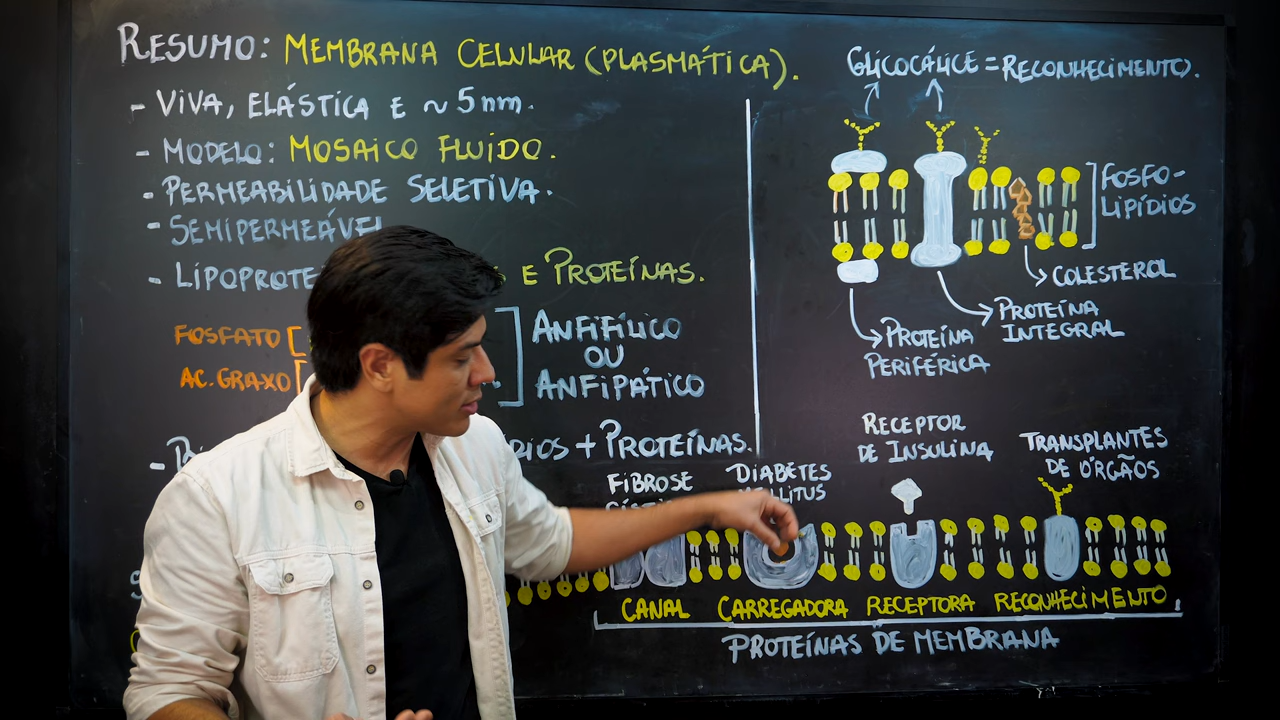 RESUMO: MEMBRANA CELULAR (PLASMÁTICA).
- VIVA, ELÁSTICA E ~ 5nm.
- MODELO: MOSAICO FLUÍDO.
- PERMEABILIDADE SELETIVA.
- SEMIPERMEÁVEL
- LIPOPROTE
E PROTEÍNAS.
FOSFATO [
AC. GRAXO [
] ANFIFÍLICO
OU
ANFIPÁTICO
+ PROTEÍNAS.
GLICOCÁLICE = RECONHECIMENTO.
FOSFO-
LIPÍDIOS
COLESTEROL
PROTEÍNA
INTEGRAL
PROTEÍNA
PERIFÉRICA
FIBROSE
DIABETES
RECEPTOR
DE INSULINA
TRANSPLANTES
DE ÓRGÃOS
CANAL CARREGADORA RECEPTORA RECONHECIMENTO
PROTEÍNAS DE MEMBRANA